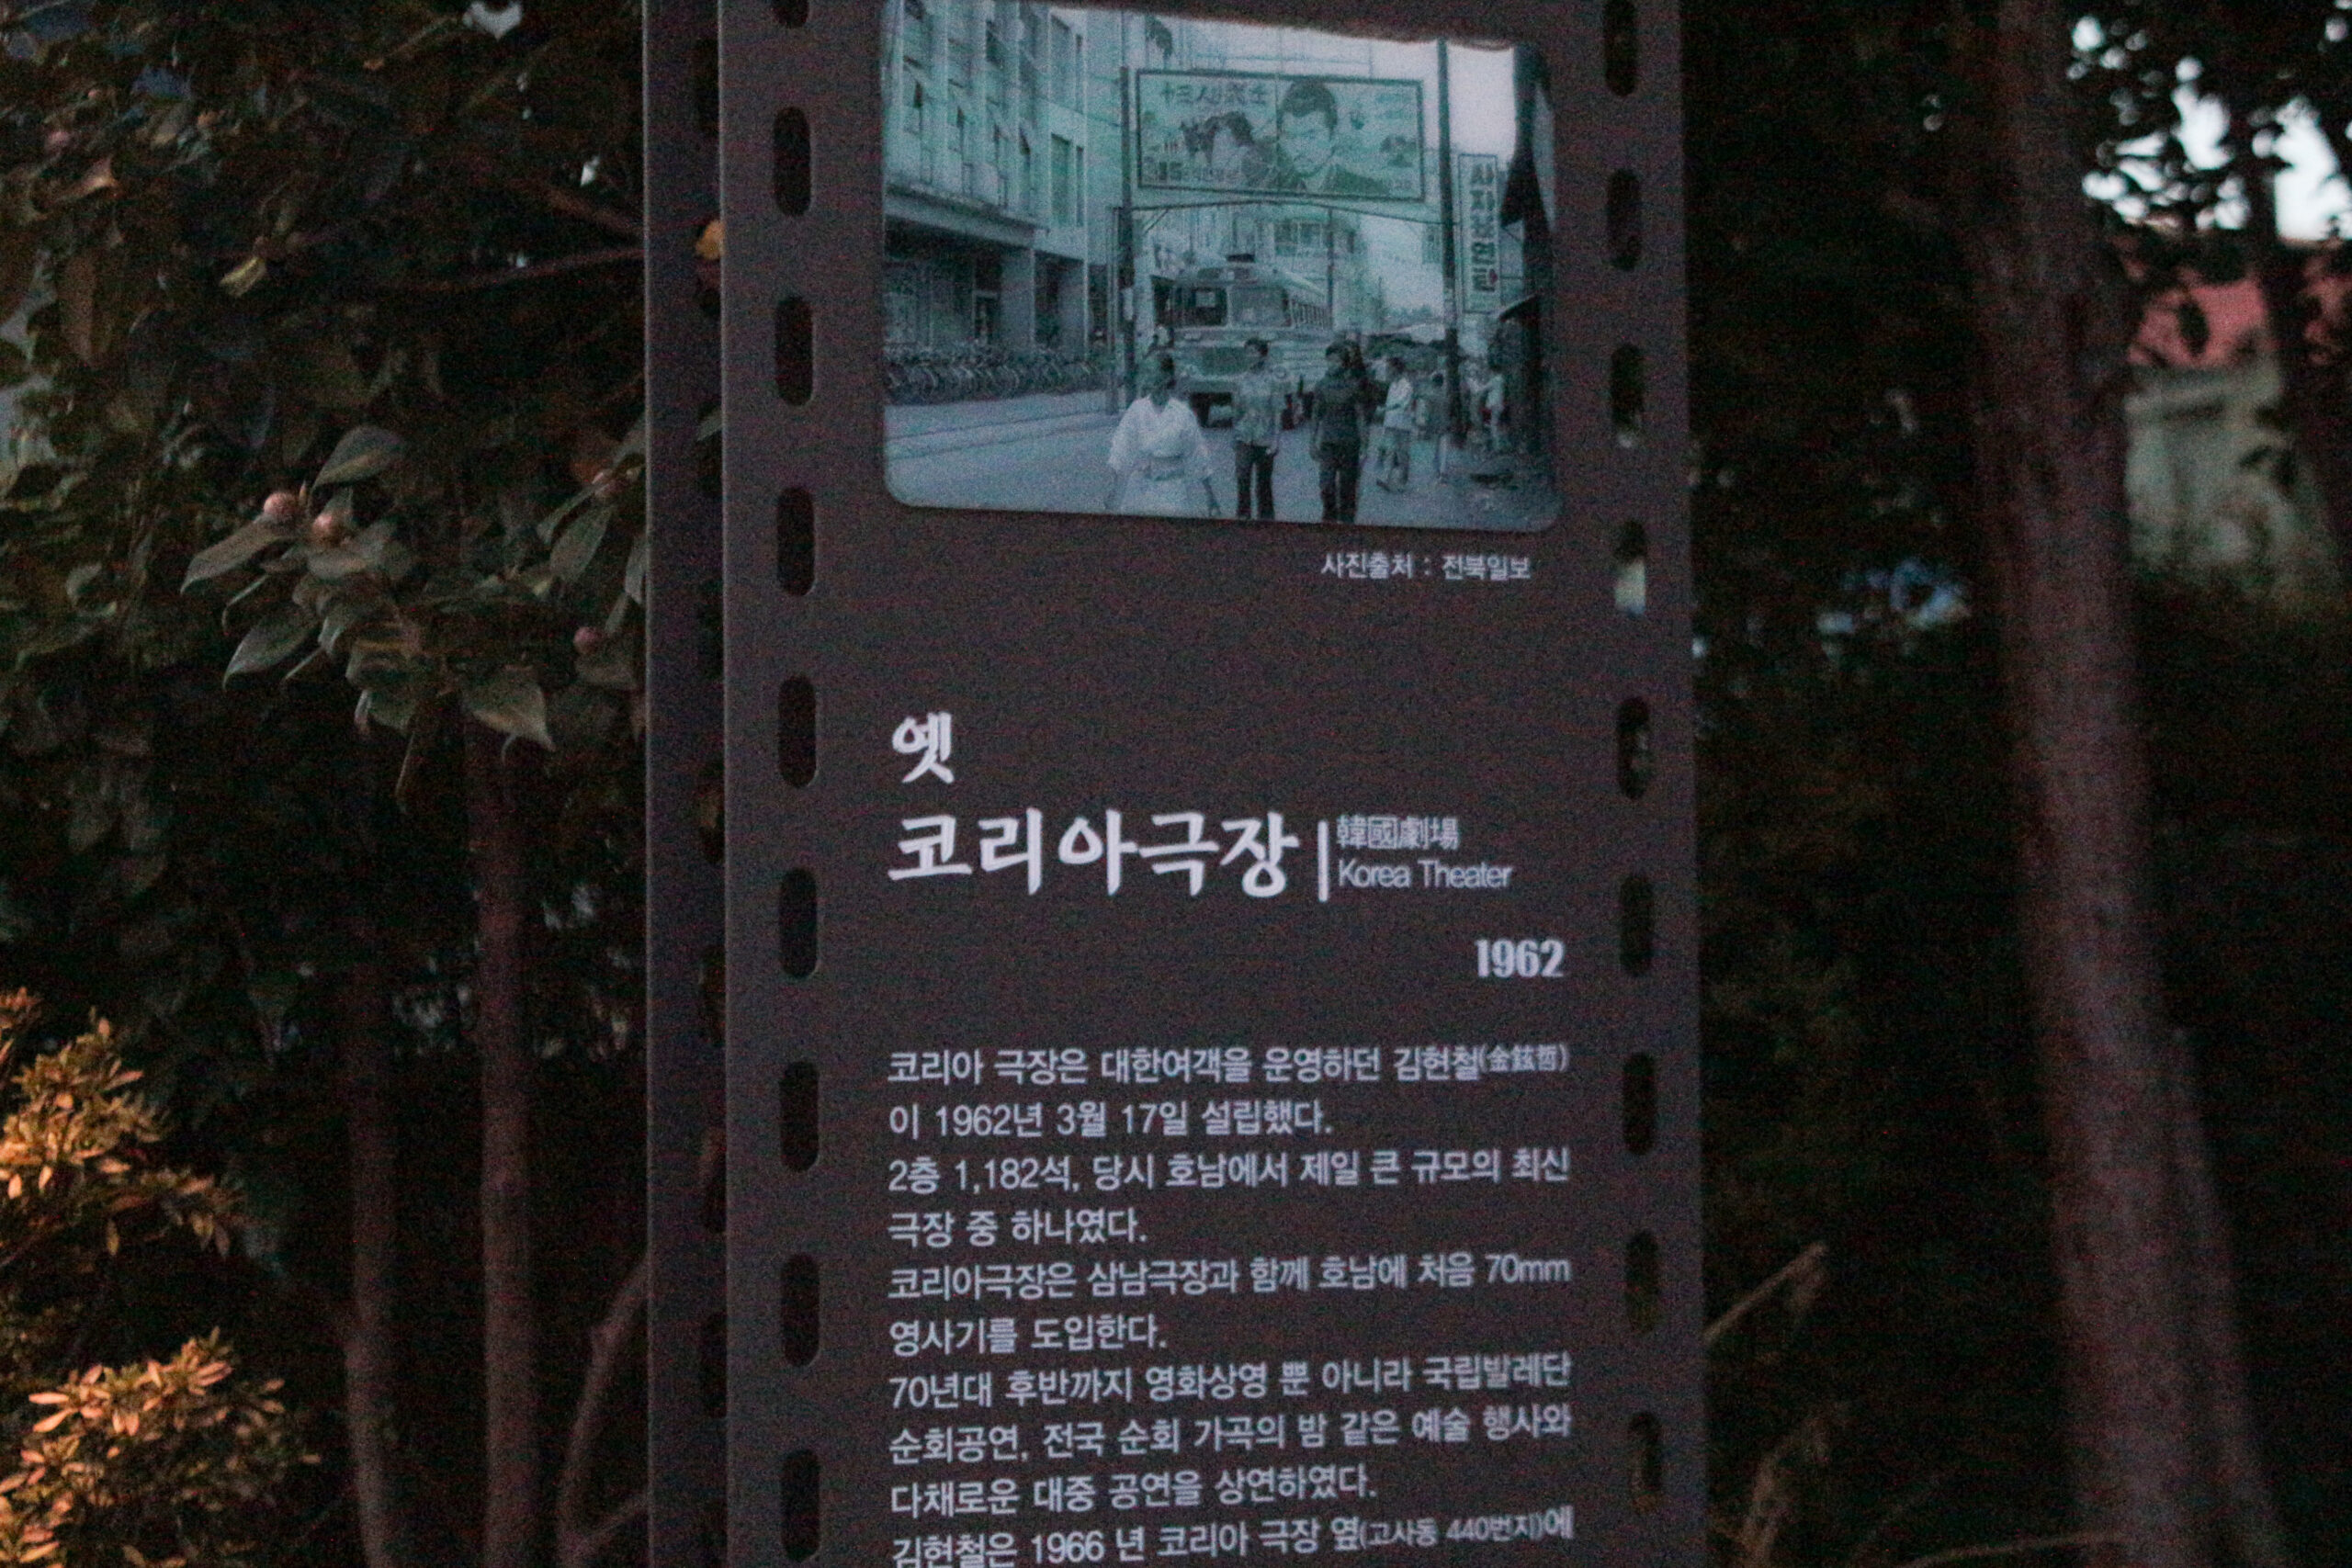 사진출처 : 전북일보
옛
코리아극장
韓國劇場
Korea Theater
1962
코리아 극장은 대한여객을 운영하던 김현철(金鉉哲)
이 1962년 3월 17일 설립했다.
2층 1,182석, 당시 호남에서 제일 큰 규모의 최신
극장 중 하나였다.
코리아극장은 삼남극장과 함께 호남에 처음 70mm
영사기를 도입한다.
70년대 후반까지 영화상영 뿐 아니라 국립발레단
순회공연, 전국 순회 가곡의 밤 같은 예술 행사와
다채로운 대중 공연을 상연하였다.
김현철은 1966 년 코리아 극장 옆(고사동 440번지)에